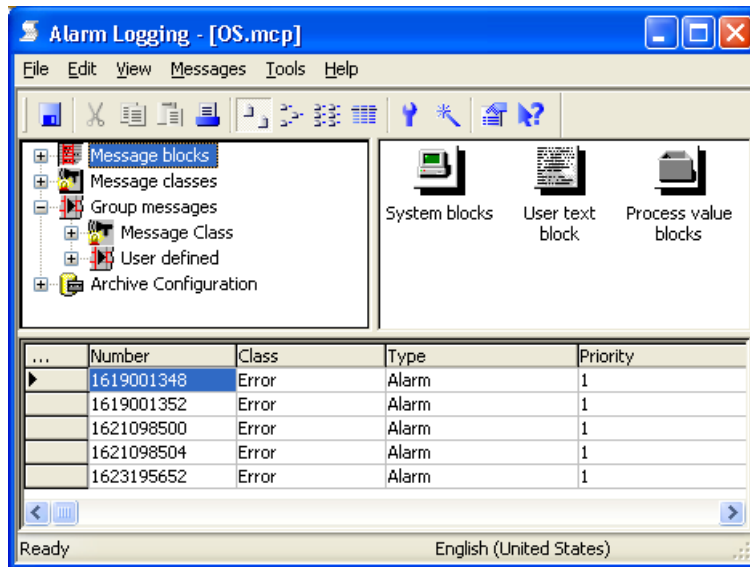 Alarm Logging - [OS.mcp]
File Edit View Messages Tools Help
Message blocks
Message classes
Group messages
Message Class
User defined
Archive Configuration
System blocks
User text block
Process value blocks
... Number Class Type Priority
1619001348 Error Alarm 1
1619001352 Error Alarm 1
1621098500 Error Alarm 1
1621098504 Error Alarm 1
1623195652 Error Alarm 1
Ready English (United States)